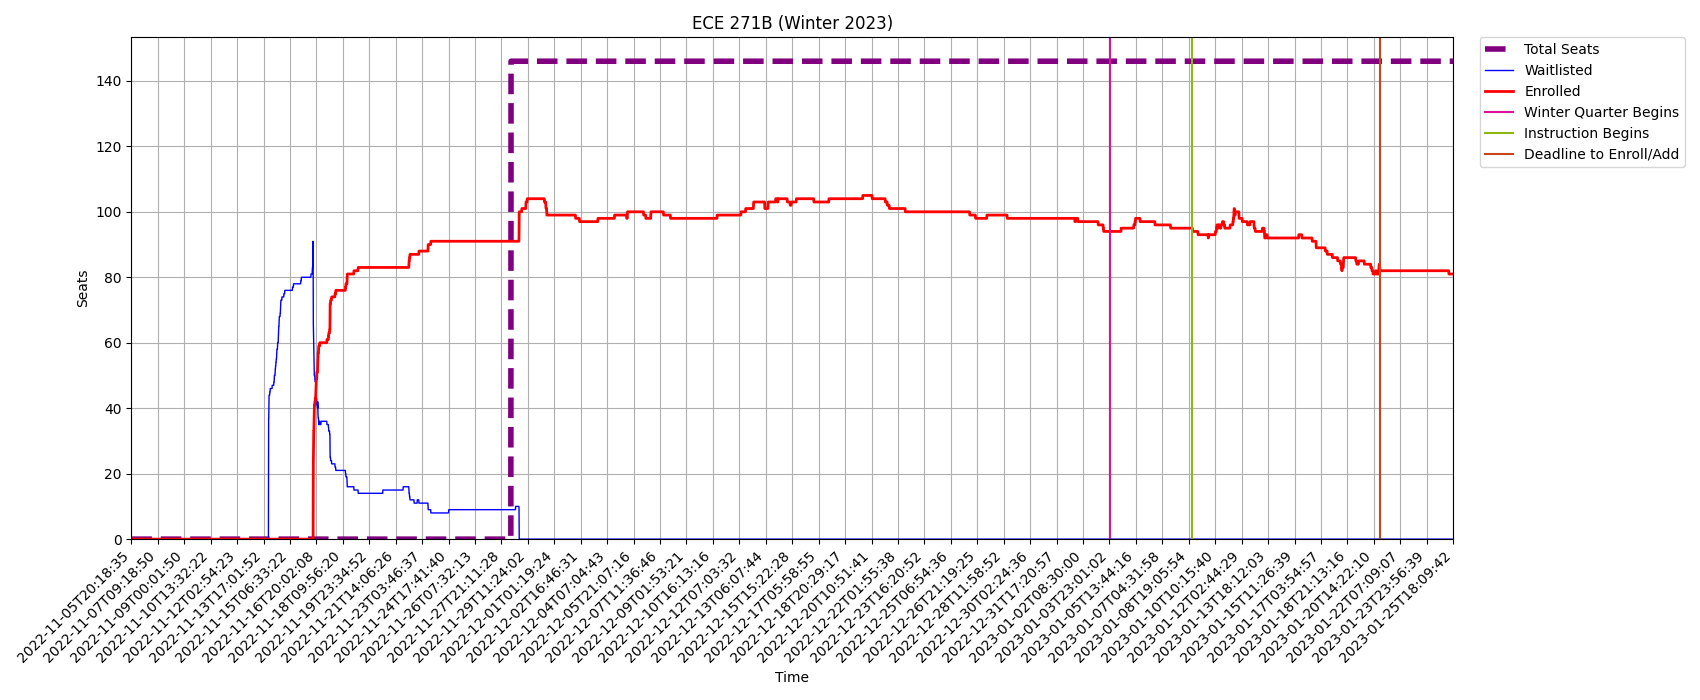 ECE 271B (Winter 2023)
Total Seats
Waitlisted
Enrolled
Winter Quarter Begins
Instruction Begins
Deadline to Enroll/Add
Seats
140
120
100
80
60
40
20
0
2022-11-05T20:18:35
2022-11-07T09:18:50
2022-11-09T00:01:50
2022-11-10T13:32:22
2022-11-12T02:54:23
2022-11-13T17:01:52
2022-11-15T06:33:22
2022-11-16T20:02:08
2022-11-18T09:56:20
2022-11-19T23:34:52
2022-11-21T14:06:26
2022-11-23T03:46:37
2022-11-24T17:41:40
2022-11-26T07:32:13
2022-11-27T21:11:28
2022-11-29T11:24:02
2022-12-01T01:19:24
2022-12-02T16:46:31
2022-12-04T07:04:43
2022-12-05T21:07:16
2022-12-07T11:36:46
2022-12-09T01:53:21
2022-12-10T16:13:16
2022-12-12T07:03:32
2022-12-13T16:07:44
2022-12-15T15:22:28
2022-12-17T05:58:55
2022-12-18T20:29:17
2022-12-20T10:51:41
2022-12-22T01:55:38
2022-12-23T16:20:52
2022-12-25T06:54:36
2022-12-26T21:19:25
2022-12-28T11:58:52
2022-12-30T02:24:36
2022-12-31T17:20:57
2023-01-02T08:30:00
2023-01-03T23:01:02
2023-01-05T13:44:16
2023-01-07T04:31:58
2023-01-08T19:05:54
2023-01-10T10:15:40
2023-01-12T02:44:29
2023-01-13T18:12:03
2023-01-15T11:26:39
2023-01-17T03:54:57
2023-01-18T21:13:16
2023-01-20T14:22:10
2023-01-22T07:09:07
2023-01-23T23:56:39
2023-01-25T18:09:42
Time